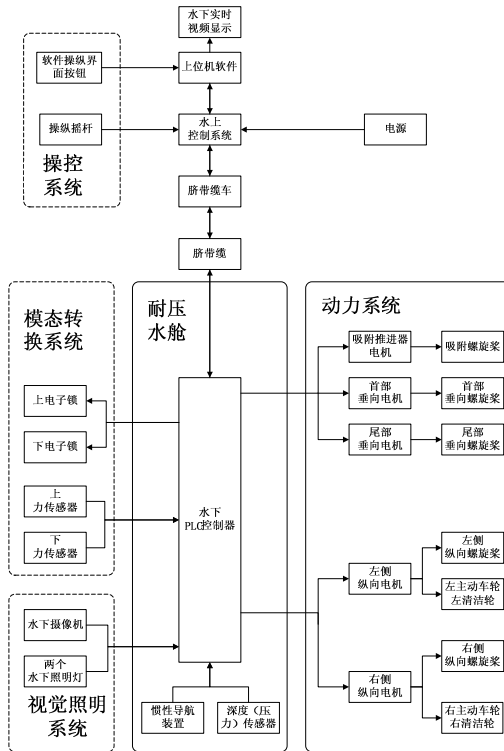 水下实时
视频显示
软件操纵界
面按钮
上位机软件
操纵摇杆
水上
控制系统
电源
操控
系统
脐带缆车
脐带缆
模态转
换系统
耐压
水舱
动力系统
吸附推进器
电机
吸附螺旋桨
上电子锁
首部
垂向电机
首部
垂向螺旋桨
下电子锁
尾部
垂向电机
尾部
垂向螺旋桨
上
力传感器
水下
PLC控制器
下
力传感器
左侧
纵向螺旋桨
左侧
纵向电机
左主动车轮
左清洁轮
水下摄像机
右侧
纵向螺旋桨
两个
水下照明灯
右侧
纵向电机
视觉照明
系统
惯性导航
装置
深度（压
力）传感器
右主动车轮
右清洁轮